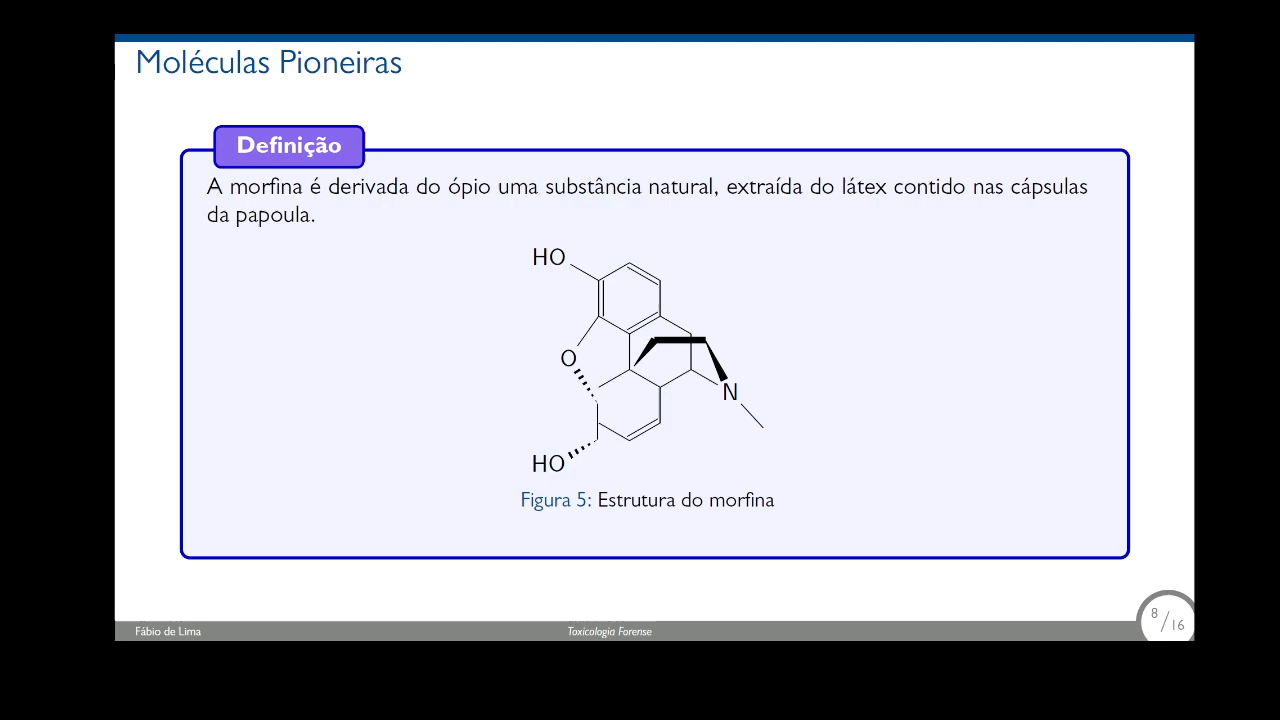 Moléculas Pioneiras
Definição
A morfina é derivada do ópio uma substância natural, extraída do látex contido nas cápsulas
da papoula.
HO
O
N
HO
Figura 5: Estrutura do morfina
Fábio de Lima
Toxicologia Forense
8/16